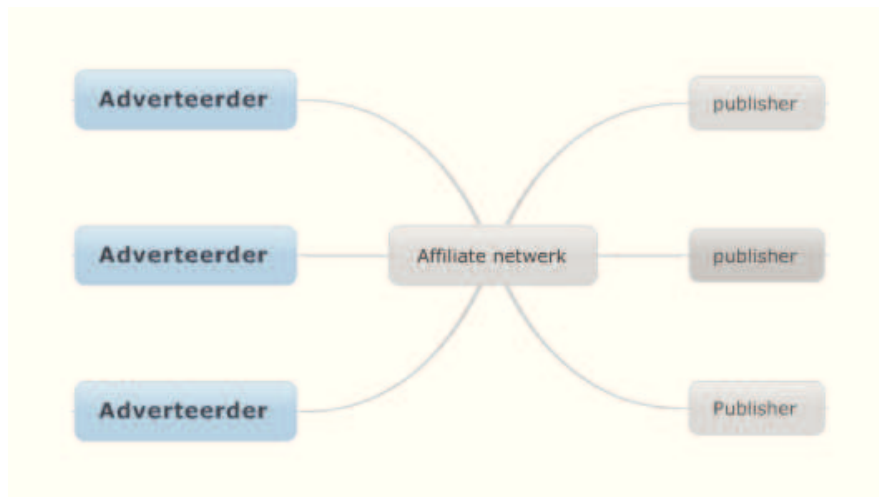 Adverteerder
publisher
Adverteerder
Affiliate netwerk
publisher
Adverteerder
Publisher